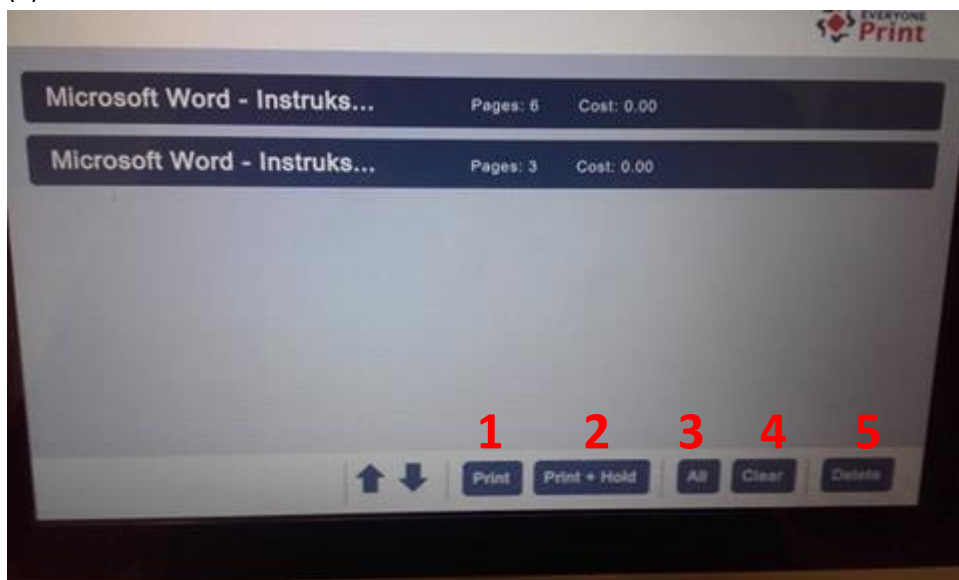 EVERYONE
Print
Microsoft Word - Instruks... Pages: 6 Cost: 0.00
Microsoft Word - Instruks... Pages: 3 Cost: 0.00
1 2 3 4 5
Print Print + Hold All Clear Delete